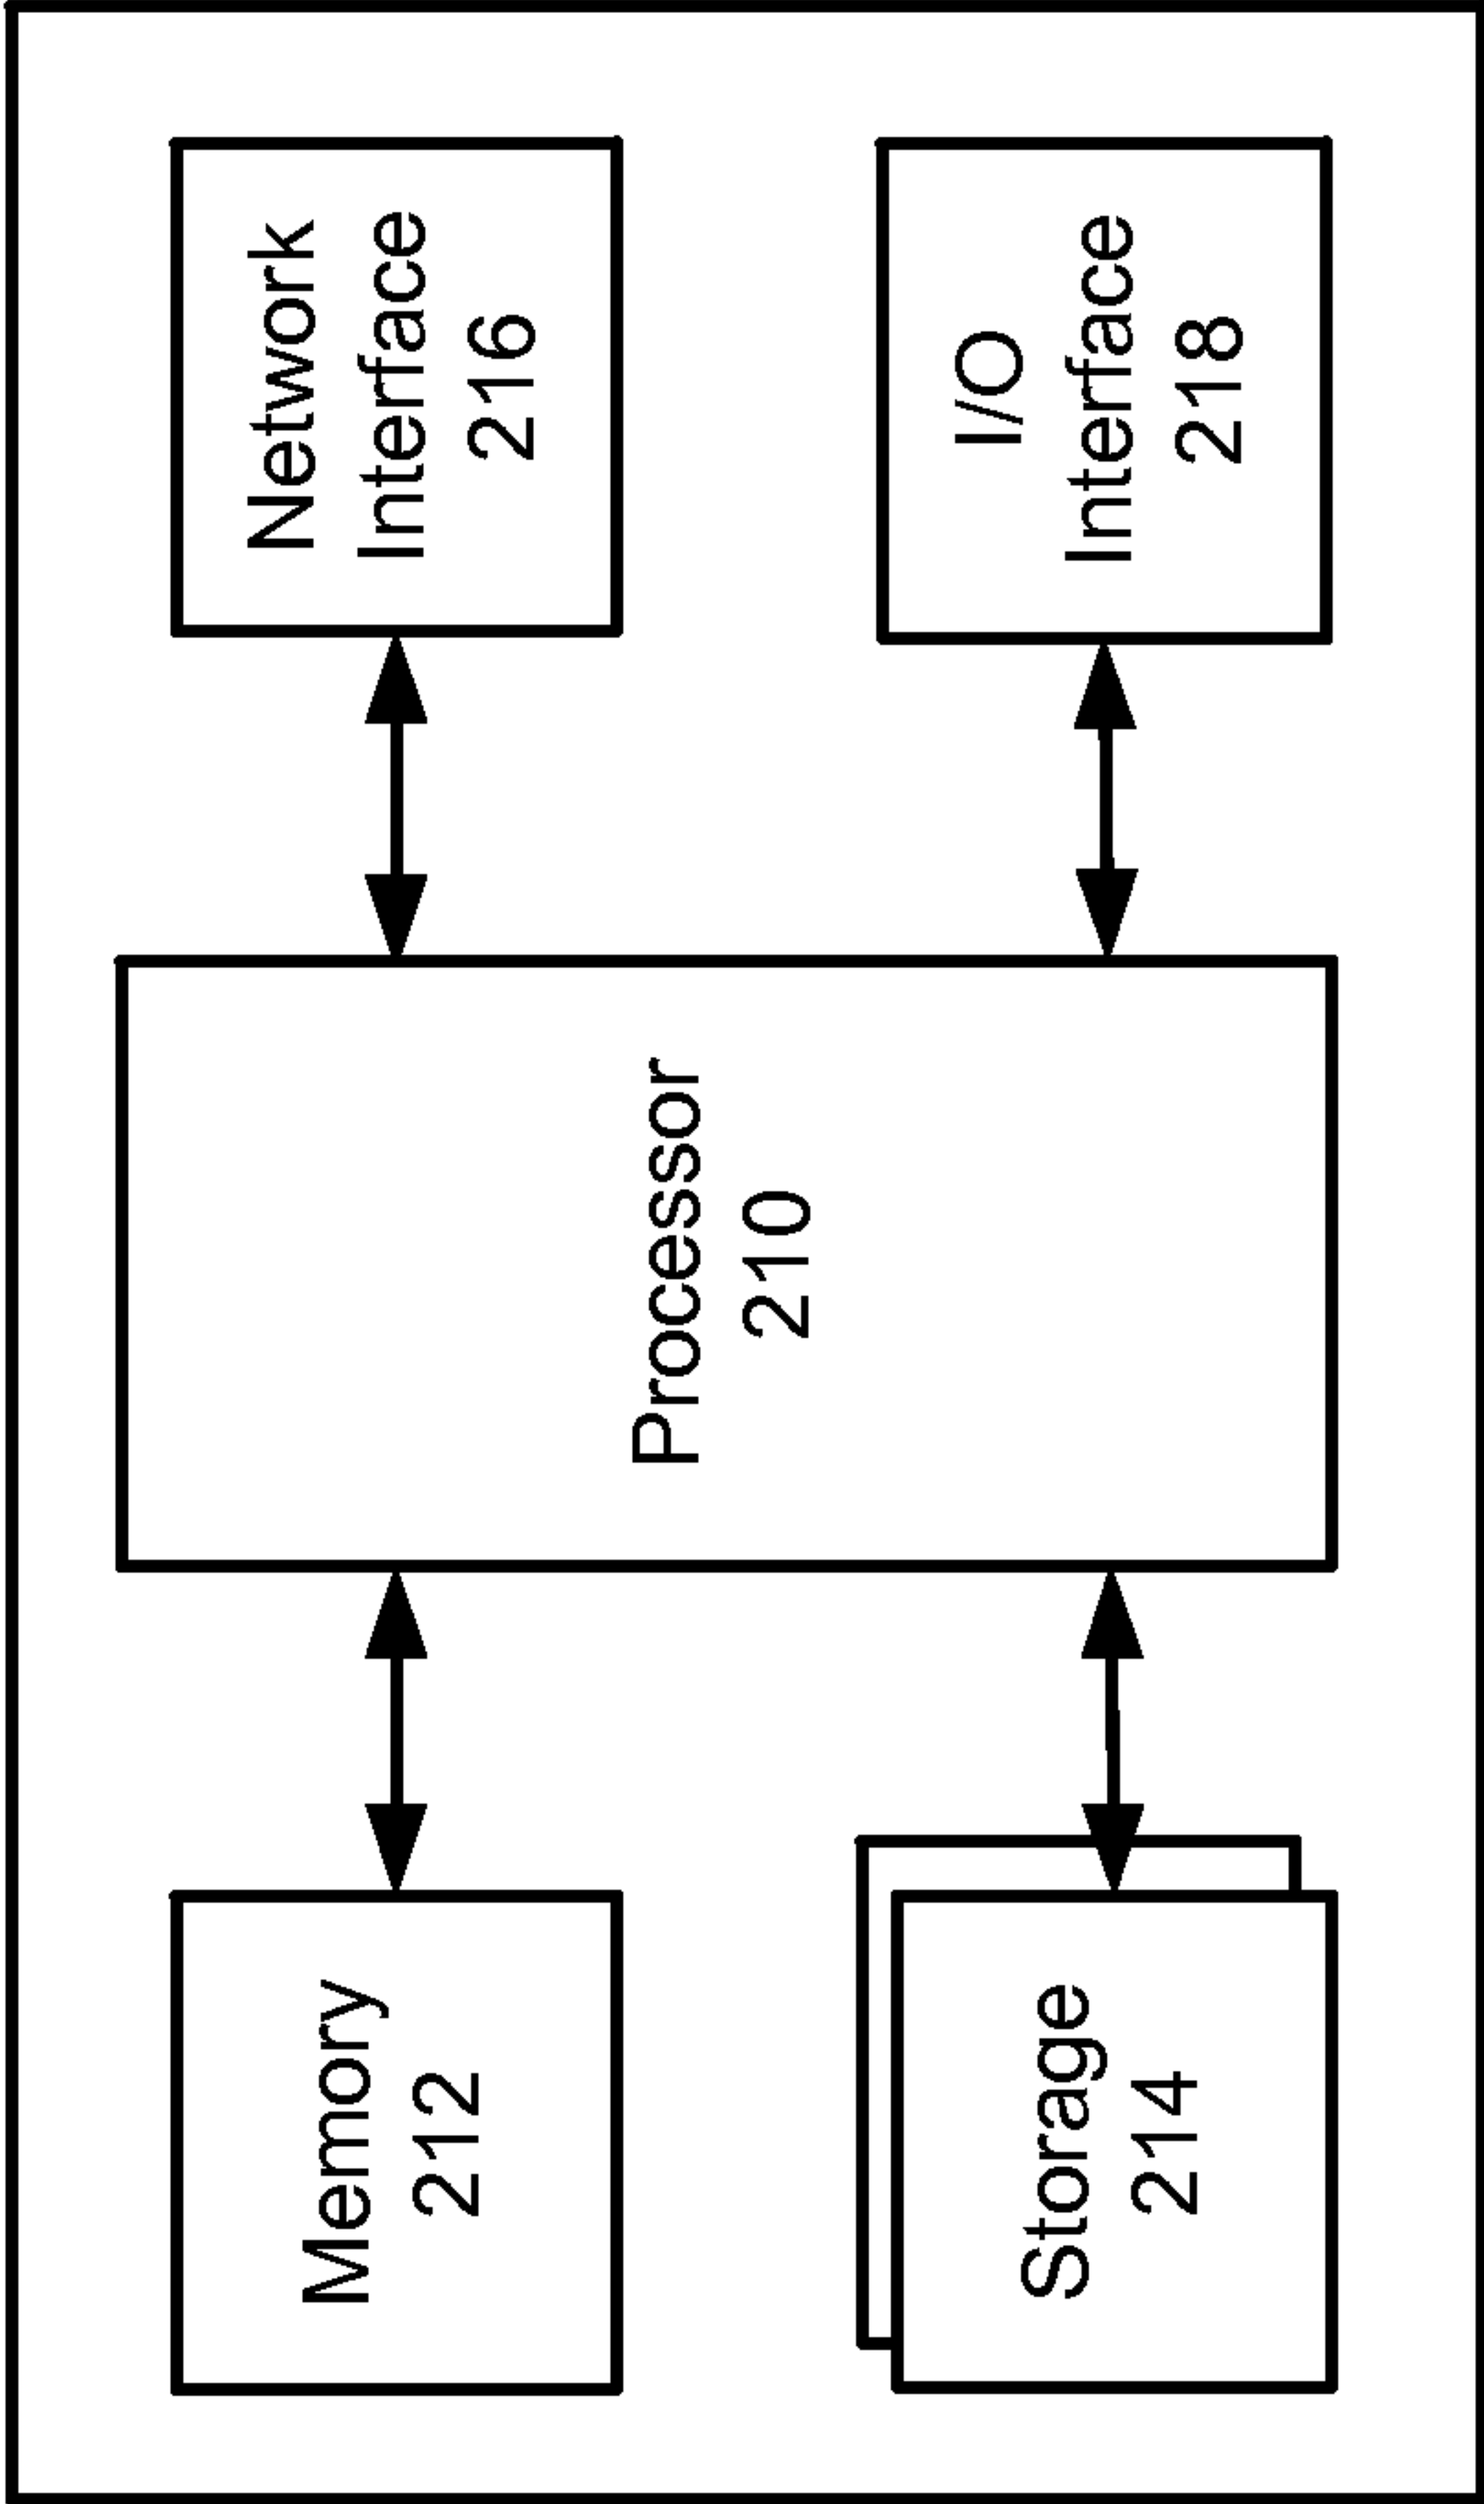 Memory
212
Storage
214
Processor
210
Network
Interface
216
I/O
Interface
218